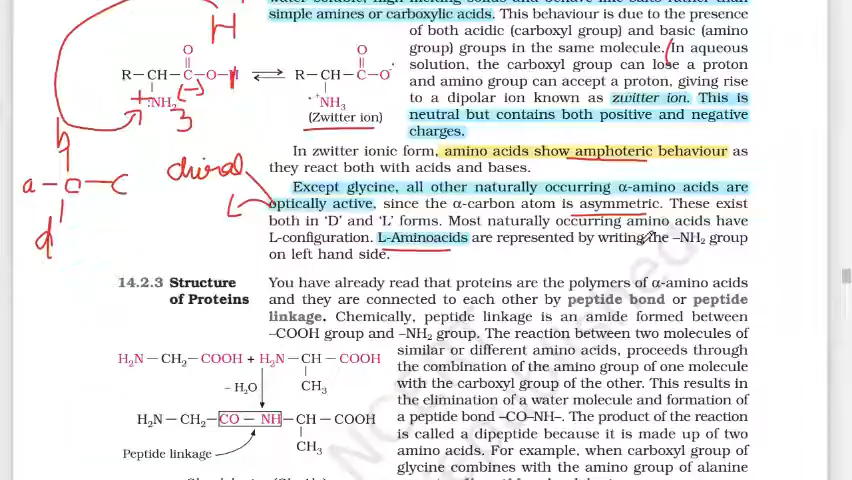 simple amines or carboxylic acids. This behaviour is due to the presence
of both acidic (carboxyl group) and basic (amino
group) groups in the same molecule. In aqueous
solution, the carboxyl group can lose a proton
and amino group can accept a proton, giving rise
to a dipolar ion known as zwitter ion. This is
neutral but contains both positive and negative
charges.
H
O
R—CH—C—O—H ⇌ R—CH—C—O⁻
O
:NH₂
3
⁺NH₃
(Zwitter ion)
In zwitter ionic form, amino acids show amphoteric behaviour as
they react both with acids and bases.
chiral
a
c
d
Except glycine, all other naturally occurring α-amino acids are
optically active, since the α-carbon atom is asymmetric. These exist
both in 'D' and 'L' forms. Most naturally occurring amino acids have
L-configuration. L-Aminoacids are represented by writing the –NH₂ group
on left hand side.
14.2.3 Structure
of Proteins
You have already read that proteins are the polymers of α-amino acids
and they are connected to each other by peptide bond or peptide
linkage. Chemically, peptide linkage is an amide formed between
–COOH group and –NH₂ group. The reaction between two molecules of
similar or different amino acids, proceeds through
the combination of the amino group of one molecule
with the carboxyl group of the other. This results in
the elimination of a water molecule and formation of
a peptide bond –CO–NH–. The product of the reaction
is called a dipeptide because it is made up of two
amino acids. For example, when carboxyl group of
glycine combines with the amino group of alanine
H₂N—CH₂—COOH + H₂N—CH—COOH
CH₃
– H₂O
H₂N—CH₂—CO — NH—CH—COOH
CH₃
Peptide linkage